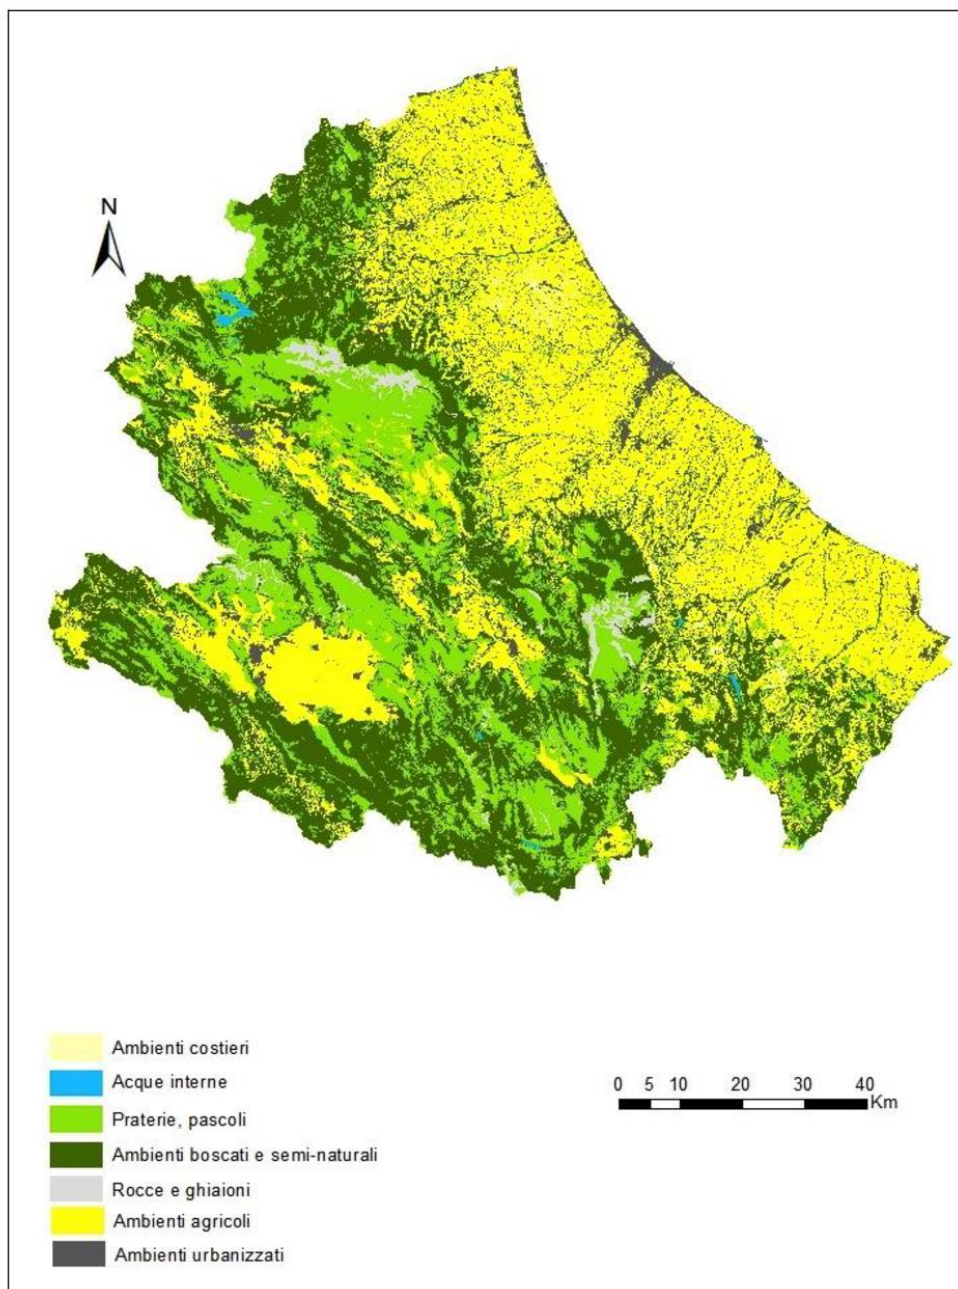 N
Ambienti costieri
Acque interne
Praterie, pascoli
Ambienti boscati e semi-naturali
Rocce e ghiaioni
Ambienti agricoli
Ambienti urbanizzati
0 5 10 20 30 40
Km